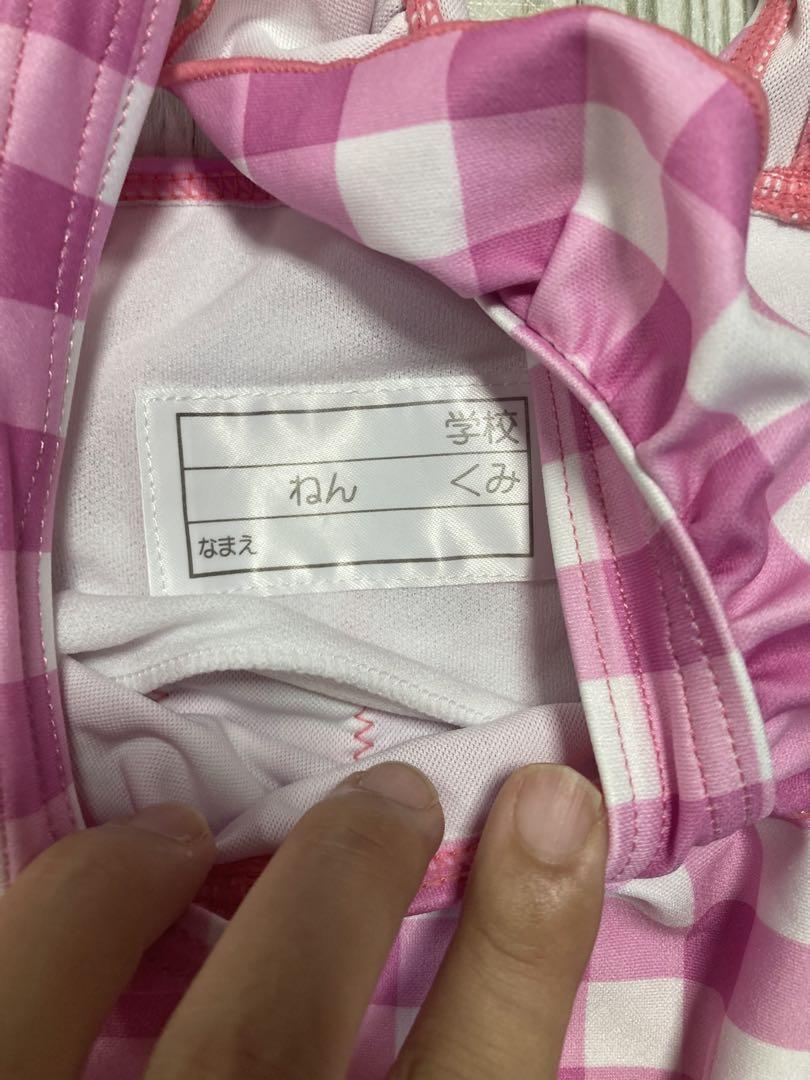 学校
ねん くみ
なまえ